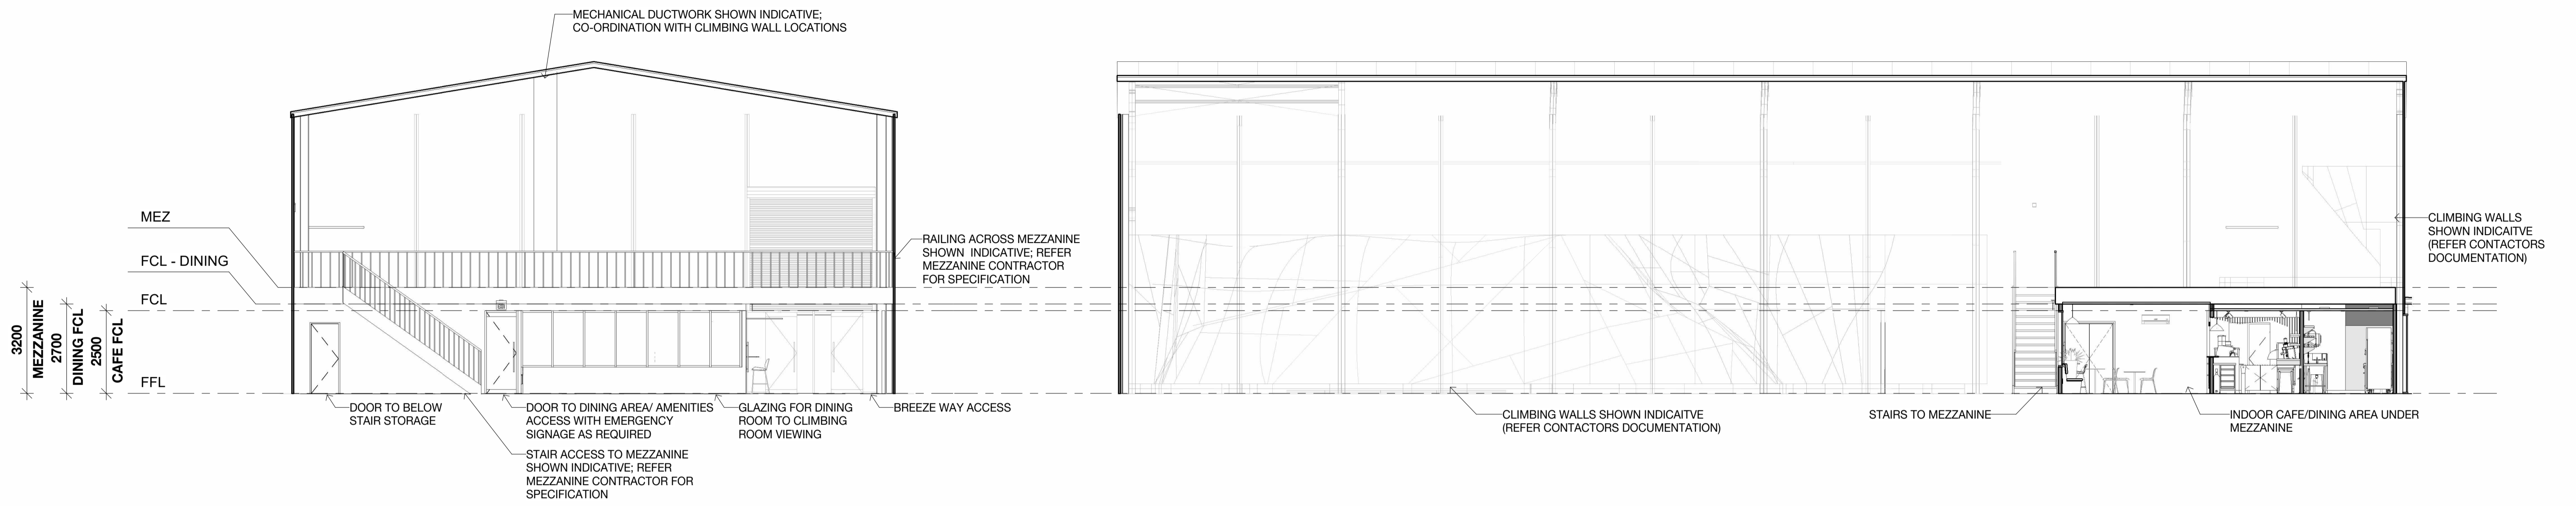 MECHANICAL DUCTWORK SHOWN INDICATIVE;
CO-ORDINATION WITH CLIMBING WALL LOCATIONS
MEZ
FCL - DINING
FCL
FFL
3200
MEZZANINE
2700
DINING FCL
2500
CAFE FCL
RAILING ACROSS MEZZANINE
SHOWN INDICATIVE; REFER
MEZZANINE CONTRACTOR
FOR SPECIFICATION
DOOR TO BELOW
STAIR STORAGE
DOOR TO DINING AREA/ AMENITIES
ACCESS WITH EMERGENCY
SIGNAGE AS REQUIRED
GLAZING FOR DINING
ROOM TO CLIMBING
ROOM VIEWING
BREEZE WAY ACCESS
STAIR ACCESS TO MEZZANINE
SHOWN INDICATIVE; REFER
MEZZANINE CONTRACTOR FOR
SPECIFICATION
CLIMBING WALLS
SHOWN INDICAITVE
(REFER CONTACTORS
DOCUMENTATION)
CLIMBING WALLS SHOWN INDICAITVE
(REFER CONTACTORS DOCUMENTATION)
STAIRS TO MEZZANINE
INDOOR CAFE/DINING AREA UNDER
MEZZANINE